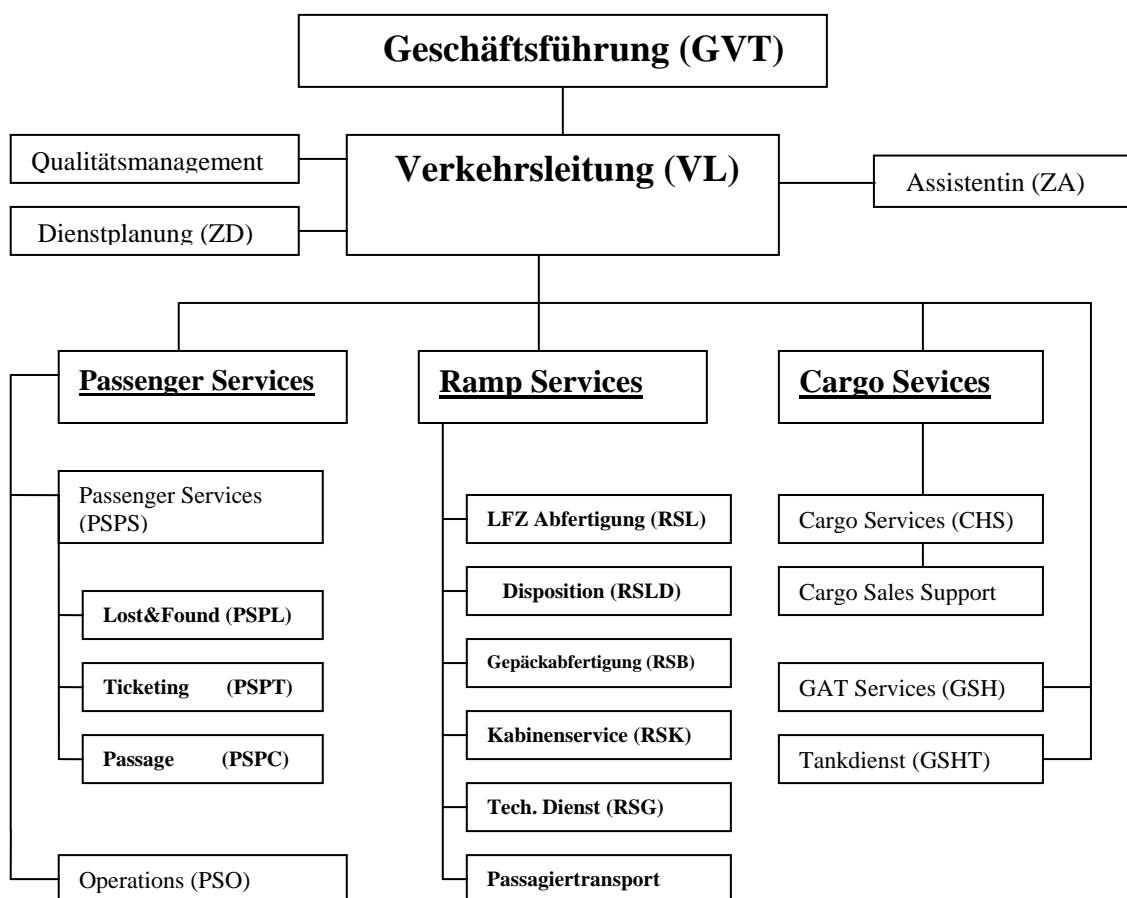 Geschäftsführung (GVT)
Qualitätsmanagement
Verkehrsleitung (VL)
Assistentin (ZA)
Dienstplanung (ZD)
Passenger Services
Passenger Services
(PSPS)
Lost&Found (PSPL)
Ticketing (PSPT)
Passage (PSPC)
Operations (PSO)
Ramp Services
LFZ Abfertigung (RSL)
Disposition (RSLD)
Gepäckabfertigung (RSB)
Kabinenservice (RSK)
Tech. Dienst (RSG)
Passagiertransport
Cargo Sevices
Cargo Services (CHS)
Cargo Sales Support
GAT Services (GSH)
Tankdienst (GSHT)